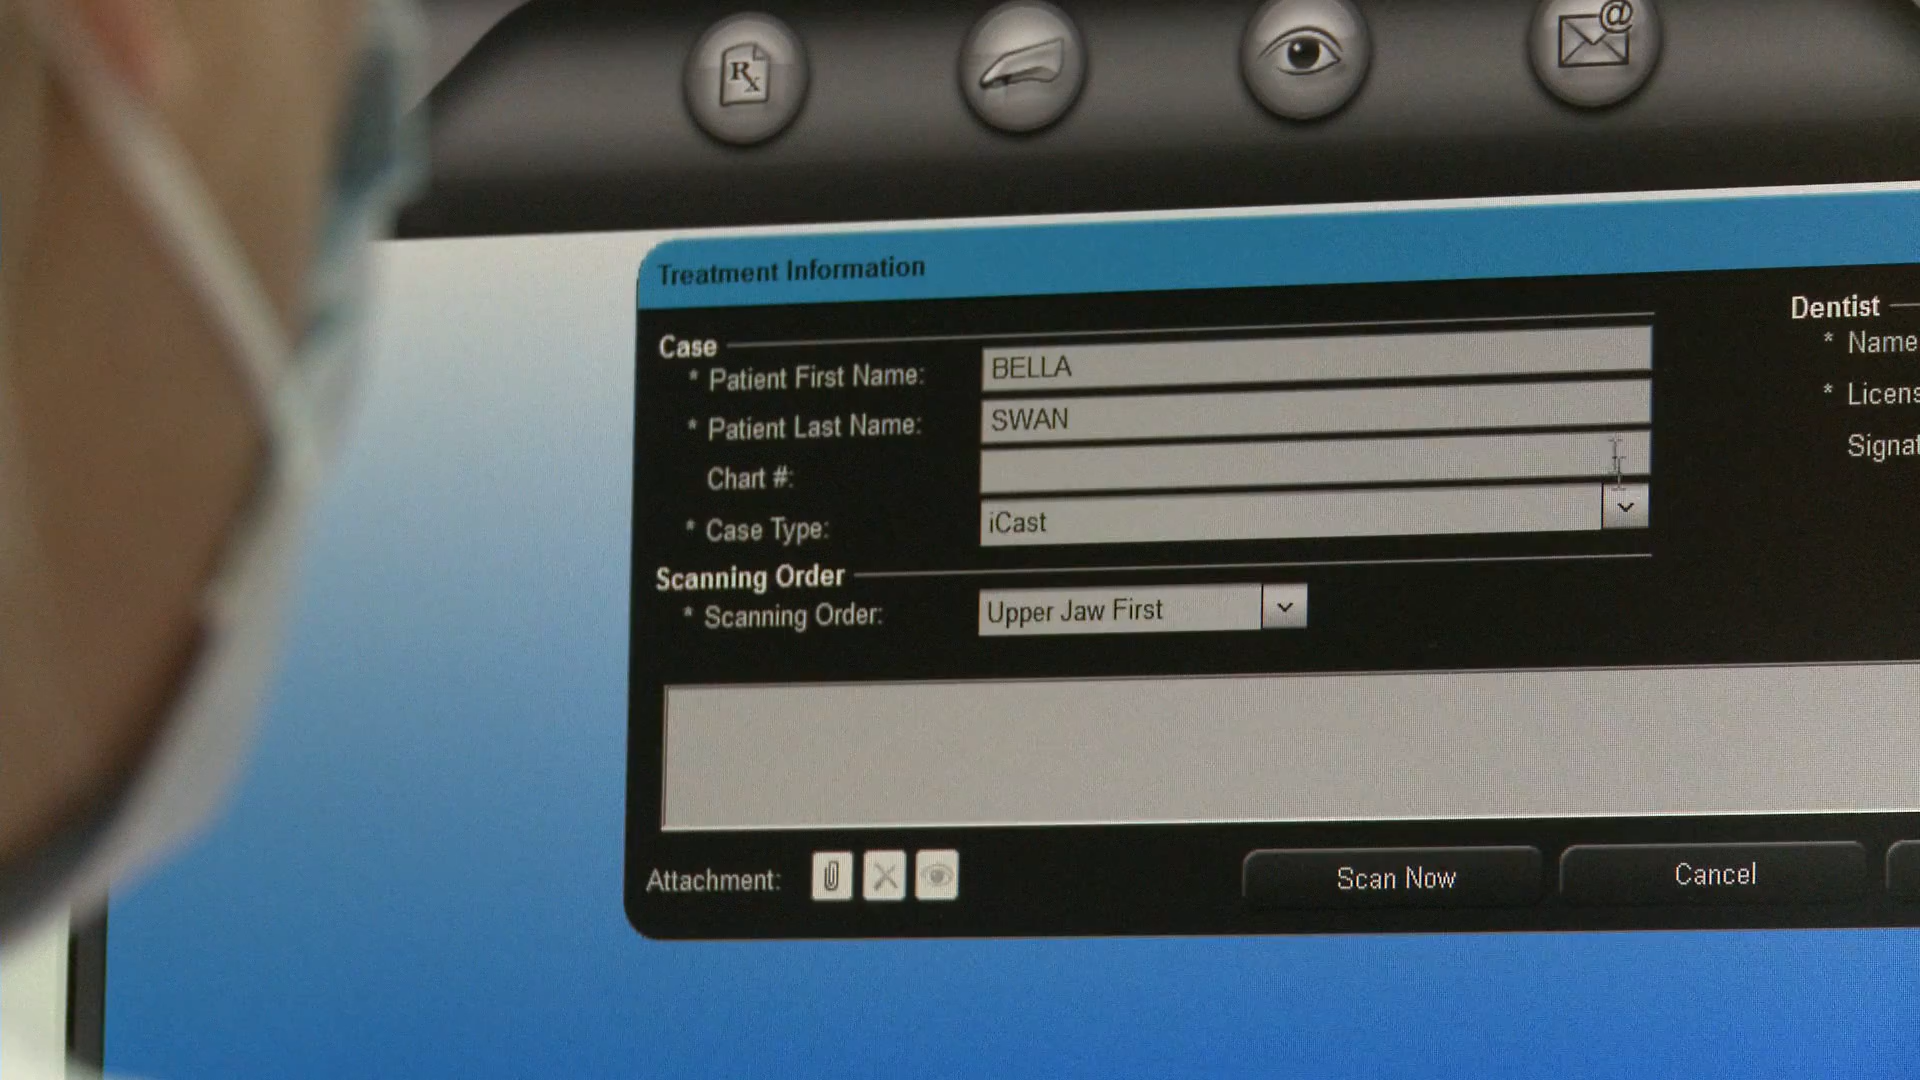 Rx
@
Treatment Information
Case
* Patient First Name: BELLA
* Patient Last Name: SWAN
Chart #:
* Case Type: iCast
Scanning Order
* Scanning Order: Upper Jaw First
Dentist
* Name
* Licens
Signat
Attachment:
Scan Now
Cancel